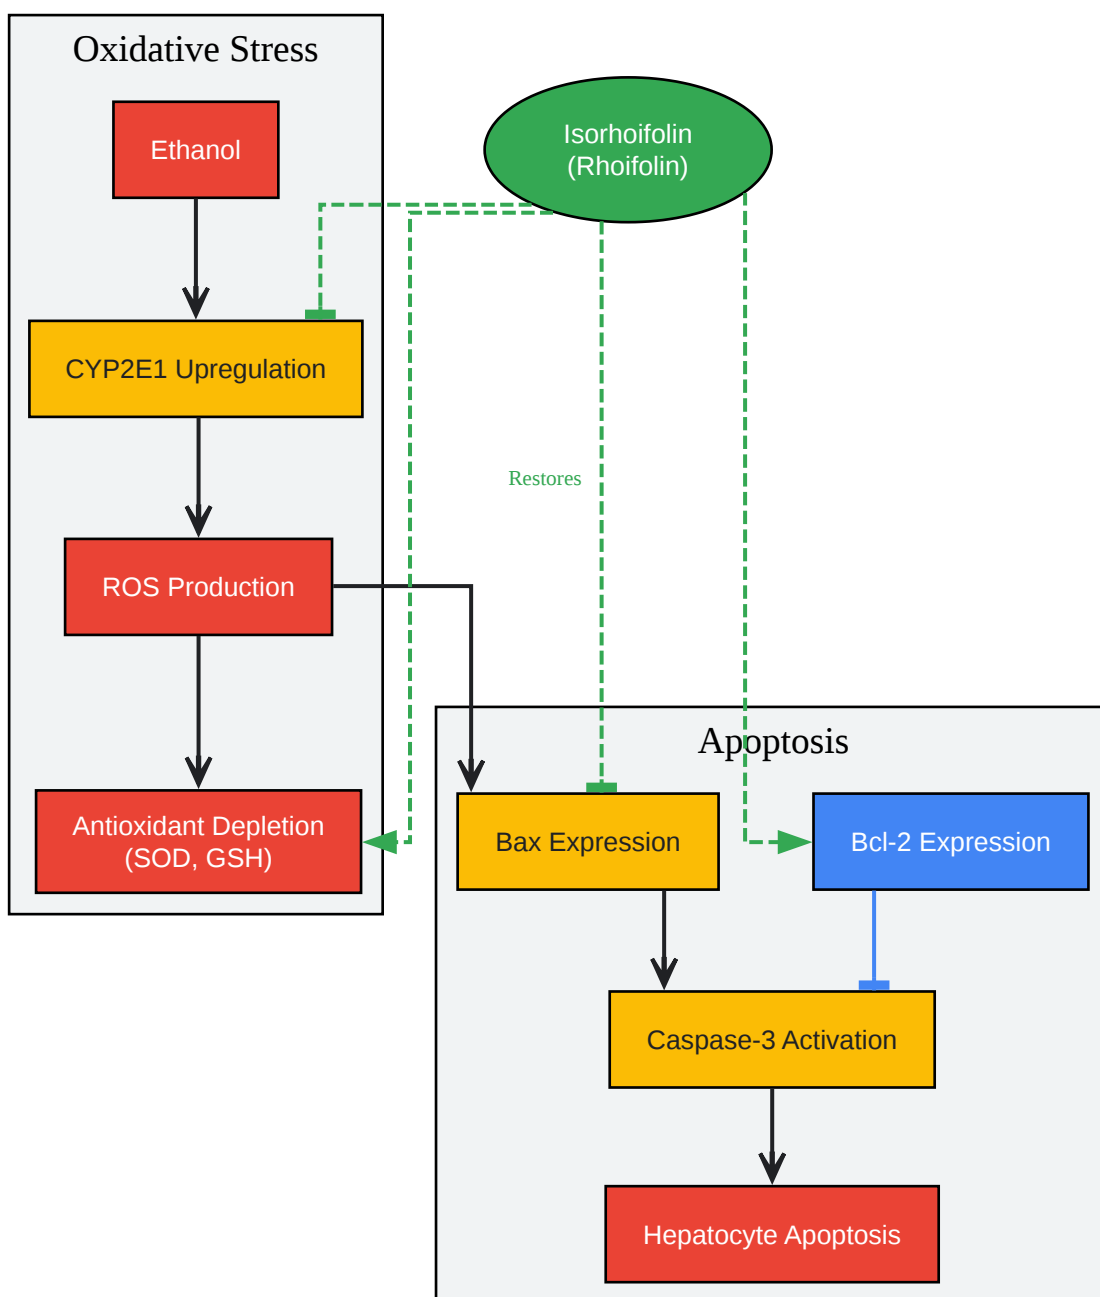 Oxidative Stress
Ethanol
Isorhoifolin
(Rhoifolin)
CYP2E1 Upregulation
Restores
ROS Production
Apoptosis
Antioxidant Depletion
(SOD, GSH)
Bax Expression
Bcl-2 Expression
Caspase-3 Activation
Hepatocyte Apoptosis